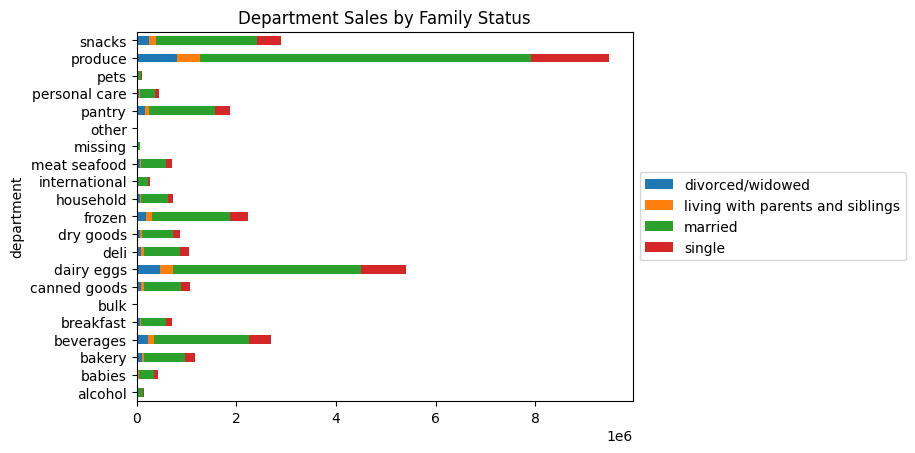 Department Sales by Family Status
department
snacks
produce
pets
personal care
pantry
other
missing
meat seafood
international
household
frozen
dry goods
deli
dairy eggs
canned goods
bulk
breakfast
beverages
bakery
babies
alcohol
0 2 4 6 8
1e6
divorced/widowed
living with parents and siblings
married
single